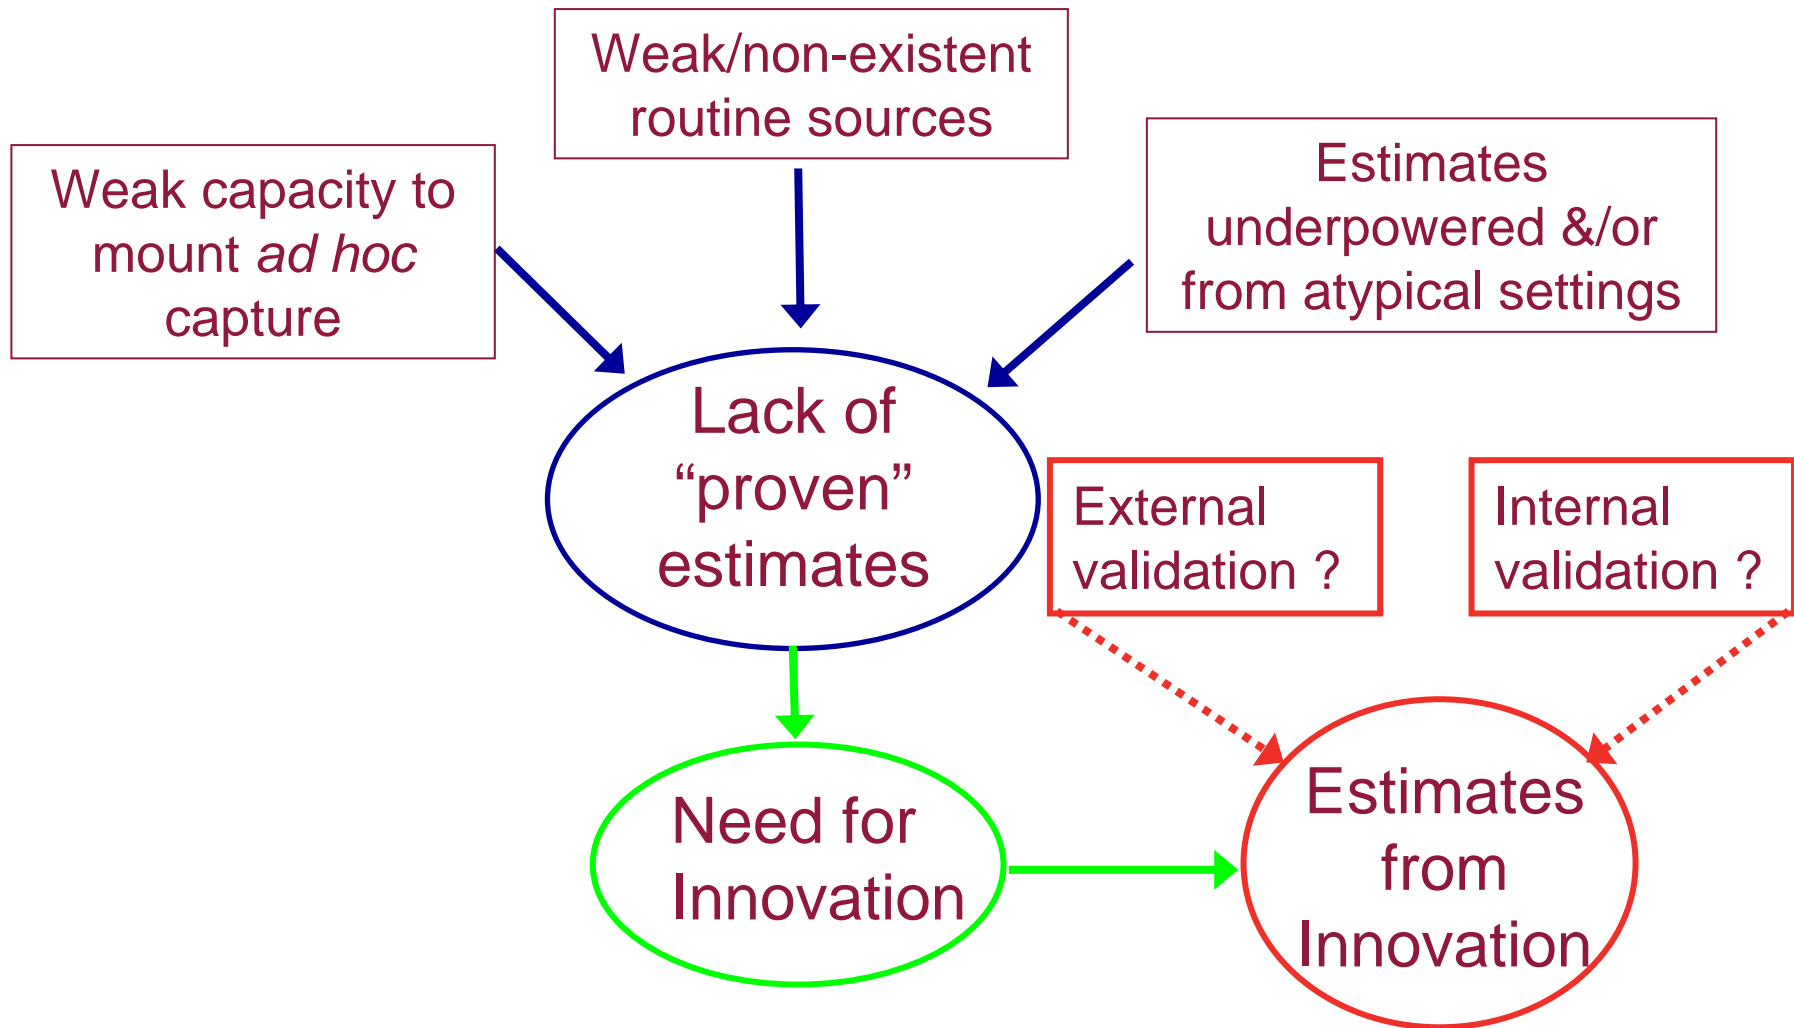 Weak/non-existent
routine sources
Weak capacity to
mount ad hoc
capture
Estimates
underpowered &/or
from atypical settings
Lack of
“proven”
estimates
External
validation ?
Internal
validation ?
Need for
Innovation
Estimates
from
Innovation